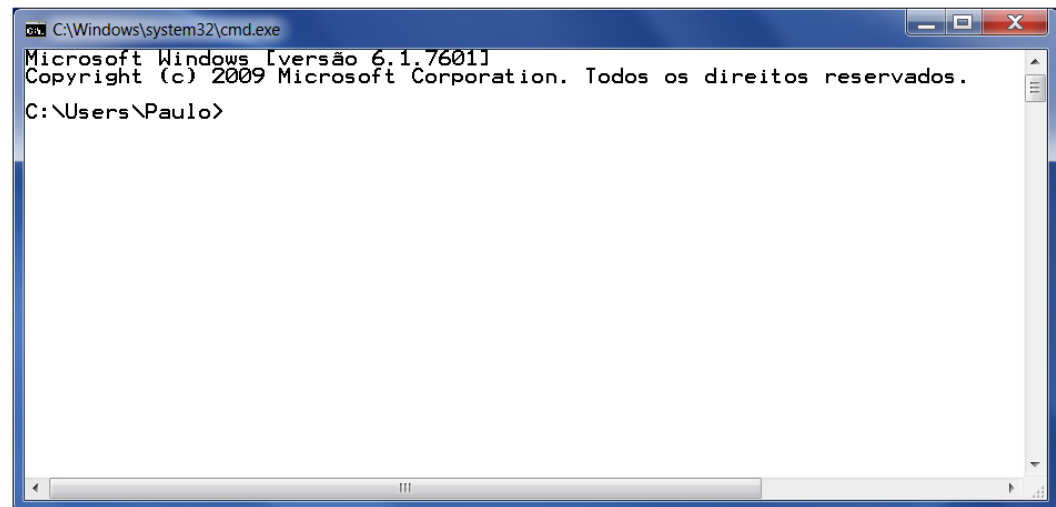 C:\Windows\system32\cmd.exe
Microsoft Windows [versão 6.1.7601]
Copyright (c) 2009 Microsoft Corporation. Todos os direitos reservados.
C:\Users\Paulo>